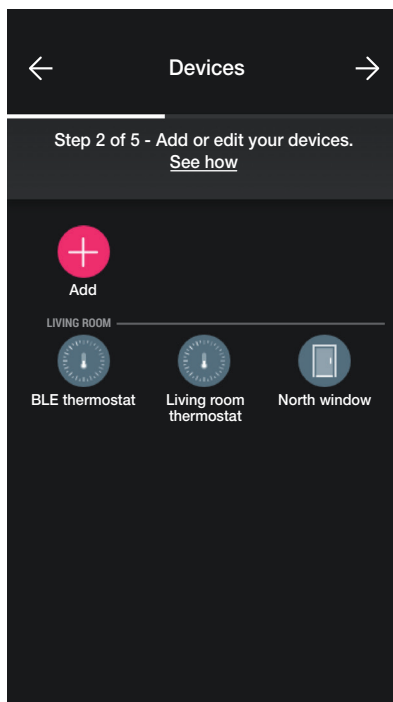 Devices
Step 2 of 5 - Add or edit your devices.
See how
Add
LIVING ROOM
BLE thermostat
Living room
thermostat
North window